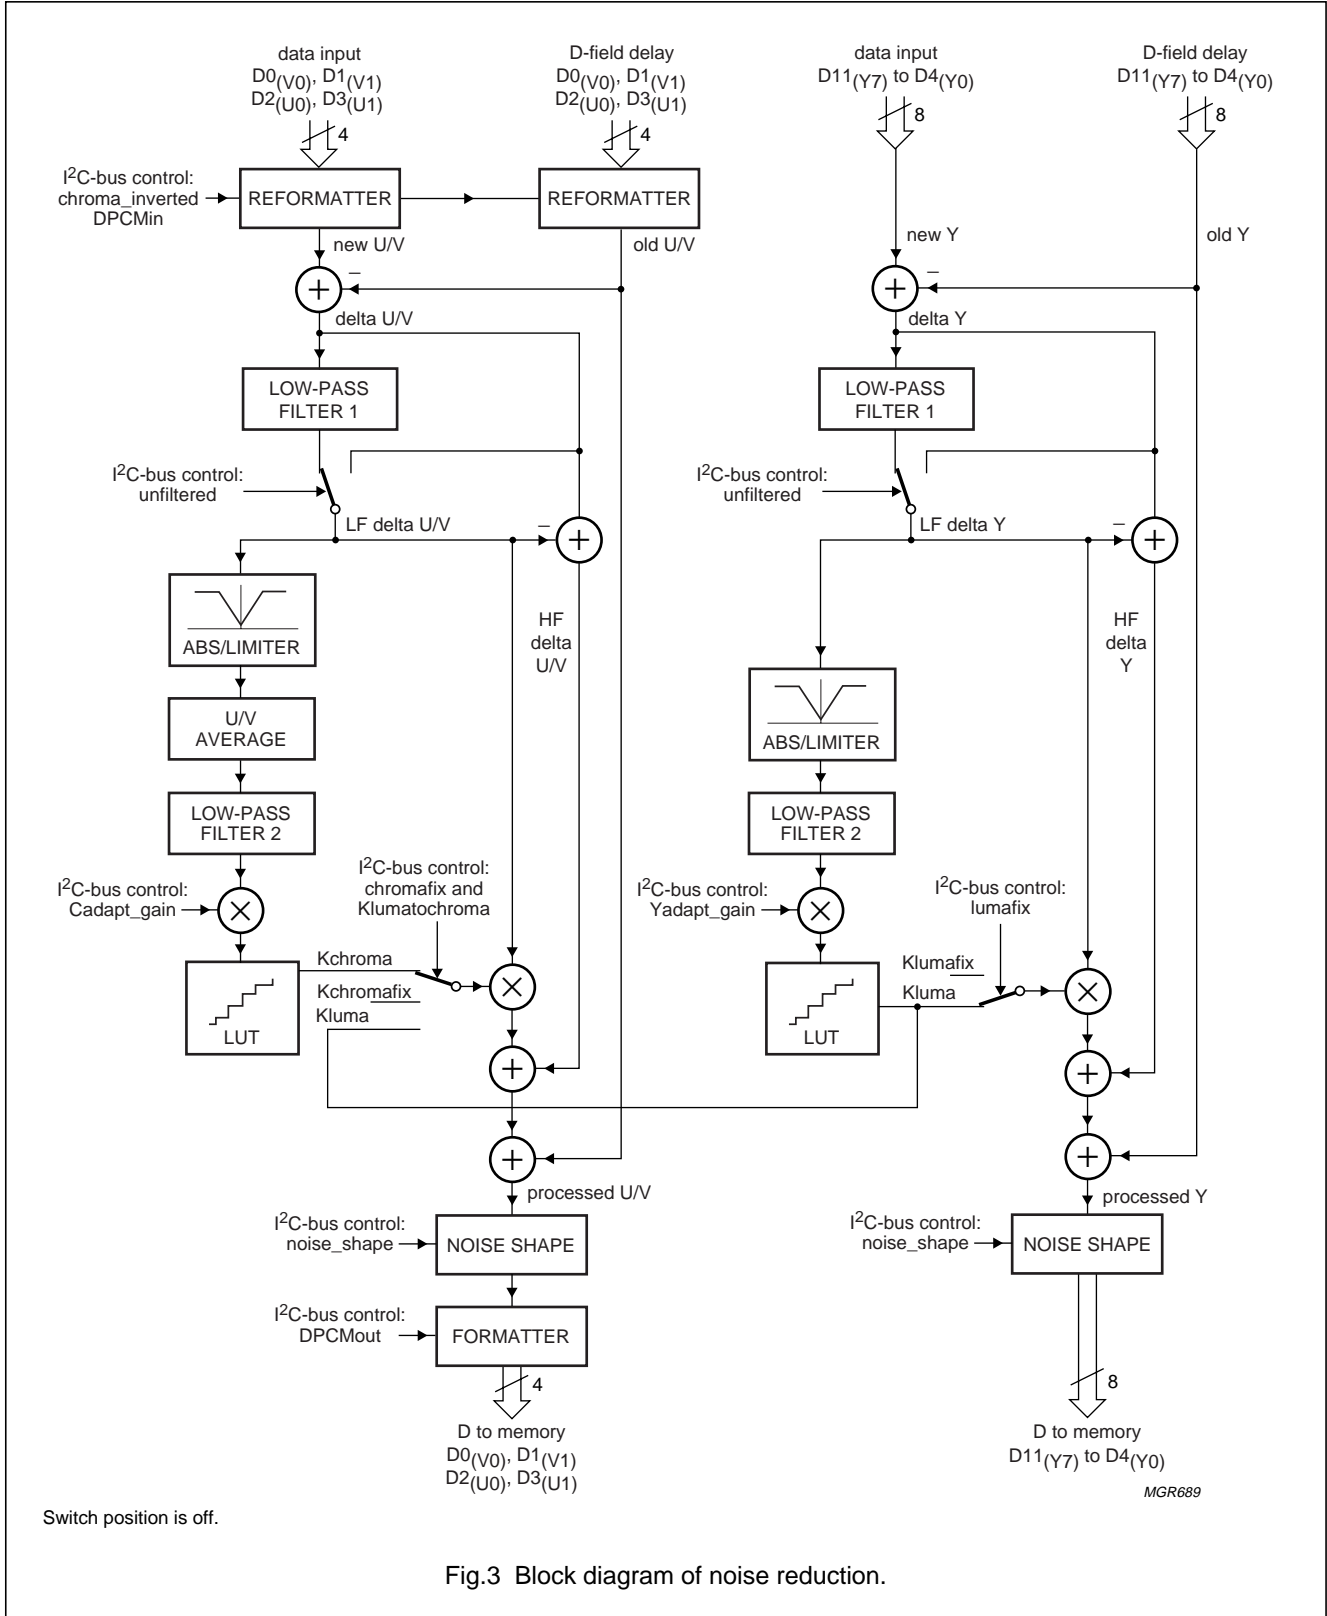 data input
D0(V0), D1(V1)
D2(U0), D3(U1)
4
D-field delay
D0(V0), D1(V1)
D2(U0), D3(U1)
4
data input
D11(Y7) to D4(Y0)
8
D-field delay
D11(Y7) to D4(Y0)
8
I2C-bus control:
chroma_inverted
DPCMin
REFORMATTER
REFORMATTER
new U/V
old U/V
new Y
old Y
–
+
–
+
delta U/V
delta Y
LOW-PASS
FILTER 1
LOW-PASS
FILTER 1
I2C-bus control:
unfiltered
I2C-bus control:
unfiltered
LF delta U/V
–
+
LF delta Y
–
+
ABS/LIMITER
HF
delta
U/V
HF
delta
Y
U/V
AVERAGE
ABS/LIMITER
LOW-PASS
FILTER 2
LOW-PASS
FILTER 2
I2C-bus control:
Cadapt_gain
×
I2C-bus control:
chromafix and
Klumatochroma
I2C-bus control:
Yadapt_gain
×
I2C-bus control:
lumafix
LUT
Kchroma
Kchromafix
Kluma
×
LUT
Klumafix
Kluma
×
+
+
+
+
processed U/V
processed Y
I2C-bus control:
noise_shape
NOISE SHAPE
I2C-bus control:
noise_shape
NOISE SHAPE
I2C-bus control:
DPCMout
FORMATTER
4
8
D to memory
D0(V0), D1(V1)
D2(U0), D3(U1)
D to memory
D11(Y7) to D4(Y0)
MGR689
Switch position is off.
Fig.3 Block diagram of noise reduction.